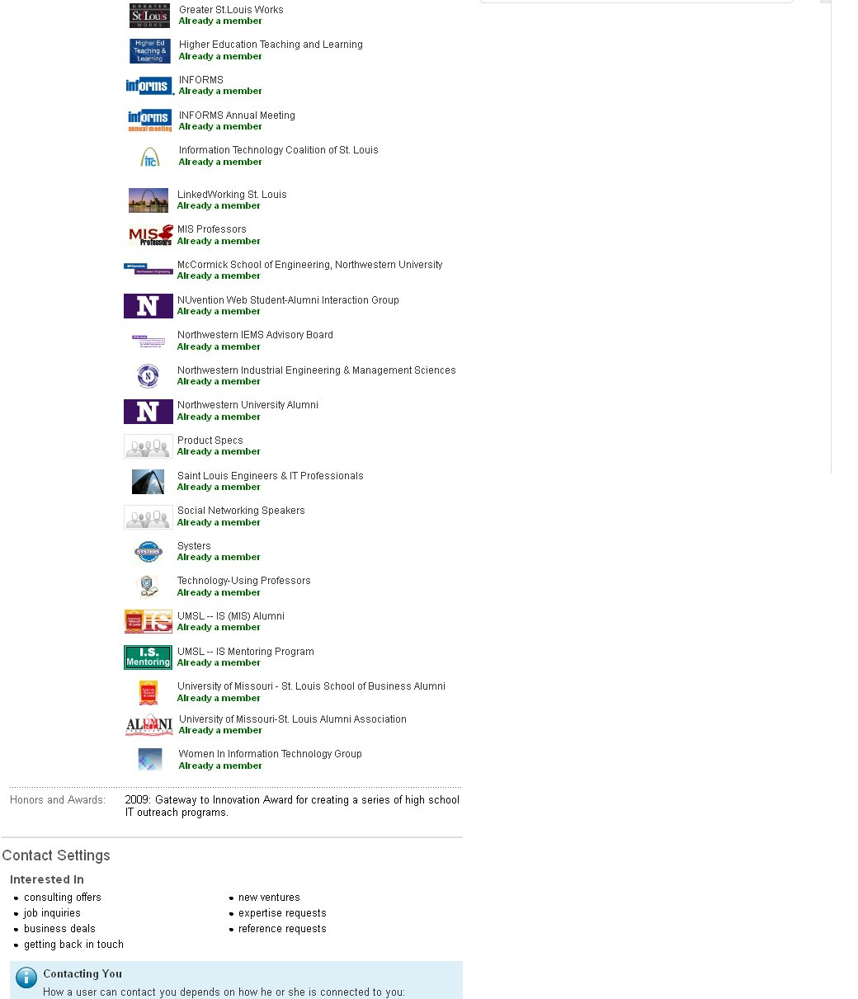 GREATER
St Louis
WORKS
Greater St.Louis Works
Already a member
Higher Ed
Teaching &
Learning
Higher Education Teaching and Learning
Already a member
informs
INFORMS
Already a member
informs
annual meeting
INFORMS Annual Meeting
Already a member
iTc
Information Technology Coalition of St. Louis
Already a member
LinkedWorking St. Louis
Already a member
MIS
Professors
MIS Professors
Already a member
McCormick
Northwestern Engineering
McCormick School of Engineering, Northwestern University
Already a member
N
NUvention Web Student-Alumni Interaction Group
Already a member
Northwestern IEMS Advisory Board
Already a member
N
Northwestern Industrial Engineering & Management Sciences
Already a member
N
Northwestern University Alumni
Already a member
Product Specs
Already a member
Saint Louis Engineers & IT Professionals
Already a member
Social Networking Speakers
Already a member
SYSTERS
Systers
Already a member
Technology-Using Professors
Already a member
IS
UMSL -- IS (MIS) Alumni
Already a member
I.S.
Mentoring
UMSL -- IS Mentoring Program
Already a member
University of Missouri - St. Louis School of Business Alumni
Already a member
ALUMNI
University of Missouri-St. Louis Alumni Association
Already a member
Women In Information Technology Group
Already a member
Honors and Awards: 2009: Gateway to Innovation Award for creating a series of high school
IT outreach programs.
Contact Settings
Interested In
• consulting offers
• job inquiries
• business deals
• getting back in touch
• new ventures
• expertise requests
• reference requests
i
Contacting You
How a user can contact you depends on how he or she is connected to you: